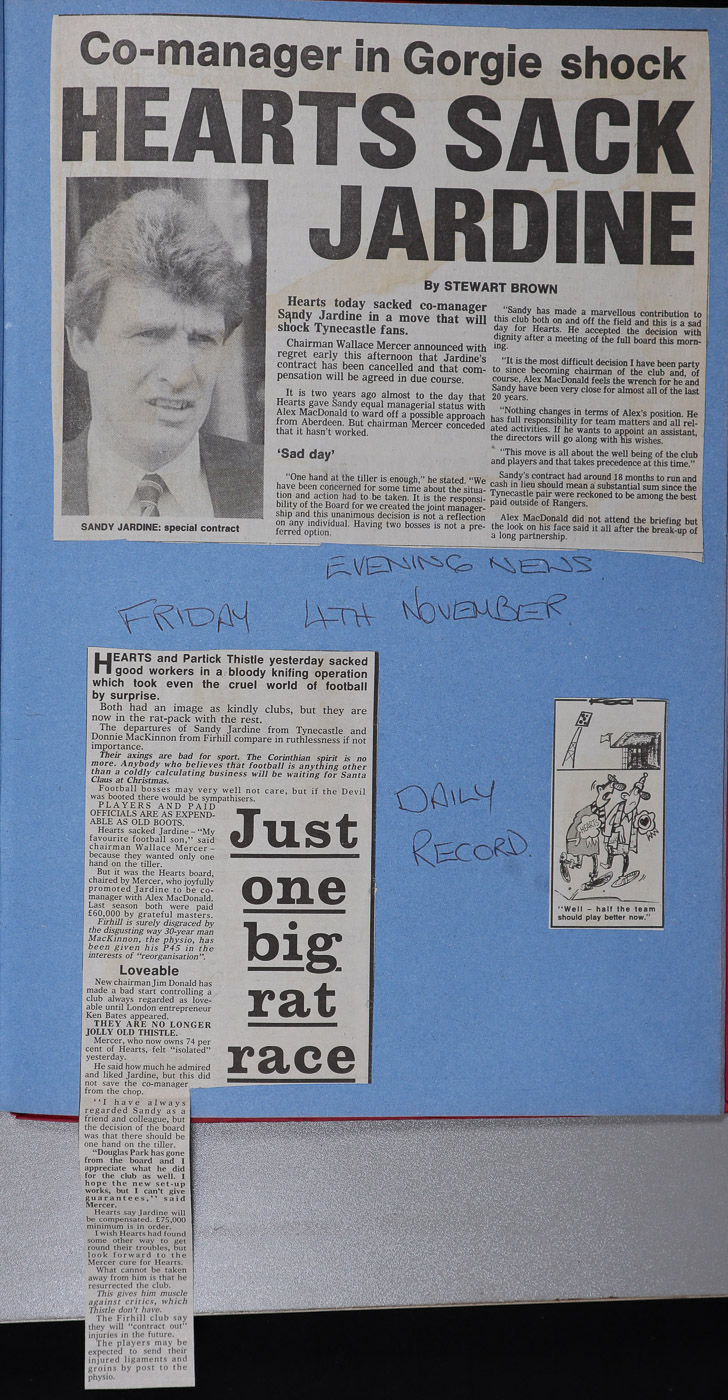 Co-manager in Gorgie shock
HEARTS SACK
JARDINE
By STEWART BROWN
SANDY JARDINE: special contract
Hearts today sacked co-manager
Sandy Jardine in a move that will
shock Tynecastle fans.
Chairman Wallace Mercer announced with
regret early this afternoon that Jardine's
contract has been cancelled and that com-
pensation will be agreed in due course.
It is two years ago almost to the day that
Hearts gave Sandy equal managerial status with
Alex MacDonald to ward off a possible approach
from Aberdeen. But chairman Mercer conceded
that it hasn't worked.
'Sad day'
"One hand at the tiller is enough," he stated. "We
have been concerned for some time about the situa-
tion and action had to be taken. It is the responsi-
bility of the Board for we created the joint manager-
ship and this unanimous decision is not a reflection
on any individual. Having two bosses is not a pre-
ferred option.
"Sandy has made a marvellous contribution to
this club both on and off the field and this is a sad
day for Hearts. He accepted the decision with
dignity after a meeting of the full board this morn-
ing.
"It is the most difficult decision I have been party
to since becoming chairman of the club and, of
course, Alex MacDonald feels the wrench for he and
Sandy have been very close for almost all of the last
20 years.
"Nothing changes in terms of Alex's position. He
has full responsibility for team matters and all rel-
ated activities. If he wants to appoint an assistant,
the directors will go along with his wishes.
"This move is all about the well being of the club
and players and that takes precedence at this time."
Sandy's contract had around 18 months to run and
cash in lieu should mean a substantial sum since the
Tynecastle pair were reckoned to be among the best
paid outside of Rangers.
Alex MacDonald did not attend the briefing but
the look on his face said it all after the break-up of
a long partnership.
EVENING NEWS
FRIDAY 4TH NOVEMBER
HEARTS and Partick Thistle yesterday sacked
good workers in a bloody knifing operation
which took even the cruel world of football
by surprise.
Both had an image as kindly clubs, but they are
now in the rat-pack with the rest.
The departures of Sandy Jardine from Tynecastle and
Donnie MacKinnon from Firhill compare in ruthlessness if not
importance.
Their axings are bad for sport. The Corinthian spirit is no
more. Anybody who believes that football is anything other
than a coldly calculating business will be waiting for Santa
Claus at Christmas.
Football bosses may very well not care, but if the Devil
was booted there would be sympathisers.
PLAYERS AND PAID
OFFICIALS ARE AS EXPEND-
ABLE AS OLD BOOTS.
Hearts sacked Jardine – "My
favourite football son," said
chairman Wallace Mercer –
because they wanted only one
hand on the tiller.
But it was the Hearts board,
chaired by Mercer, who joyfully
promoted Jardine to be co-
manager with Alex MacDonald.
Last season both were paid
£60,000 by grateful masters.
Firhill is surely disgraced by
the disgusting way 30-year man
MacKinnon, the physio, has
been given his P45 in the
interests of "reorganisation".
Loveable
New chairman Jim Donald has
made a bad start controlling a
club always regarded as love-
able until London entrepreneur
Ken Bates appeared.
THEY ARE NO LONGER
JOLLY OLD THISTLE.
Mercer, who now owns 74 per
cent of Hearts, felt "isolated"
yesterday.
He said how much he admired
and liked Jardine, but this did
not save the co-manager
from the chop.
"I have always
regarded Sandy as a
friend and colleague, but
the decision of the board
was that there should be
one hand on the tiller.
"Douglas Park has gone
from the board and I
appreciate what he did
for the club as well. I
hope the new set-up
works, but I can't give
guarantees," said
Mercer.
Hearts say Jardine will
be compensated. £75,000
minimum is in order.
I wish Hearts had found
some other way to get
round their troubles, but
look forward to the
Mercer cure for Hearts.
What cannot be taken
away from him is that he
resurrected the club.
This gives him muscle
against critics, which
Thistle don't have.
The Firhill club say
they will "contract out"
injuries in the future.
The players may be
expected to send their
injured ligaments and
groins by post to the
physio.
Just
one
big
rat
race
DAILY
RECORD.
HEARTS
"Well – half the team
should play better now."